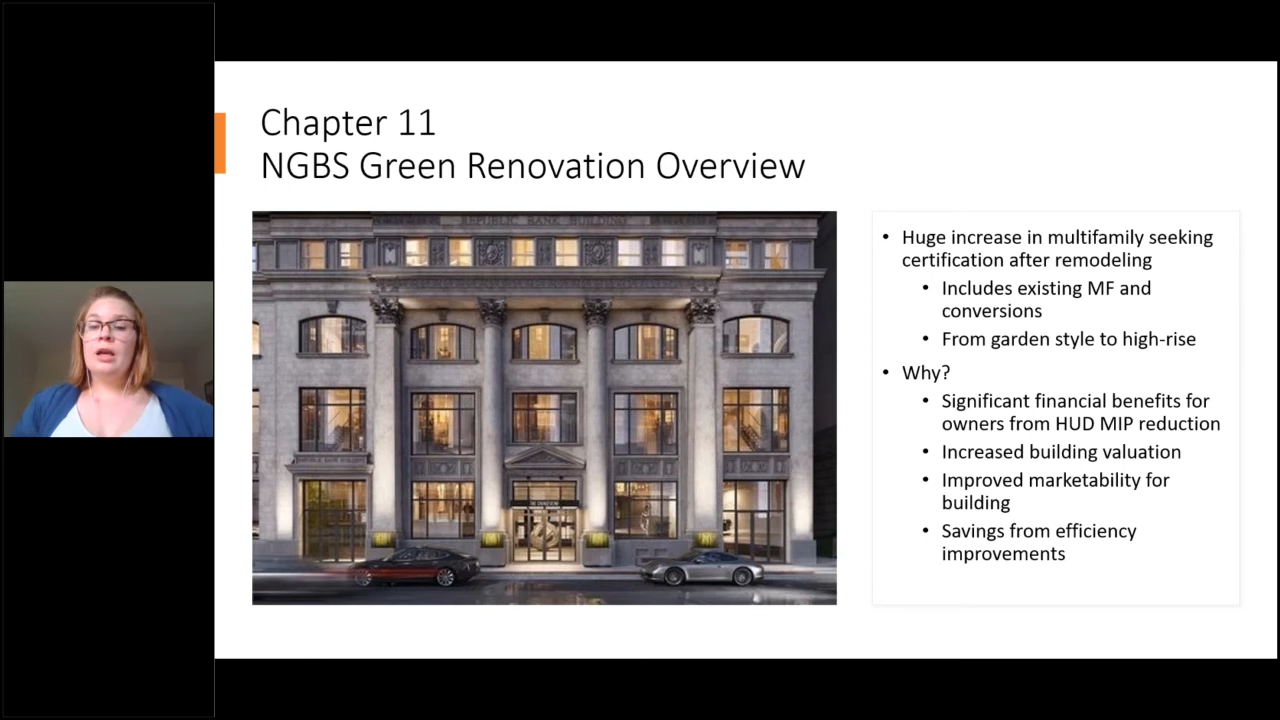 Chapter 11
NGBS Green Renovation Overview
REPUBLIC BANK BUILDING
• Huge increase in multifamily seeking
certification after remodeling
• Includes existing MF and
conversions
• From garden style to high-rise
• Why?
• Significant financial benefits for
owners from HUD MIP reduction
• Increased building valuation
• Improved marketability for
building
• Savings from efficiency
improvements